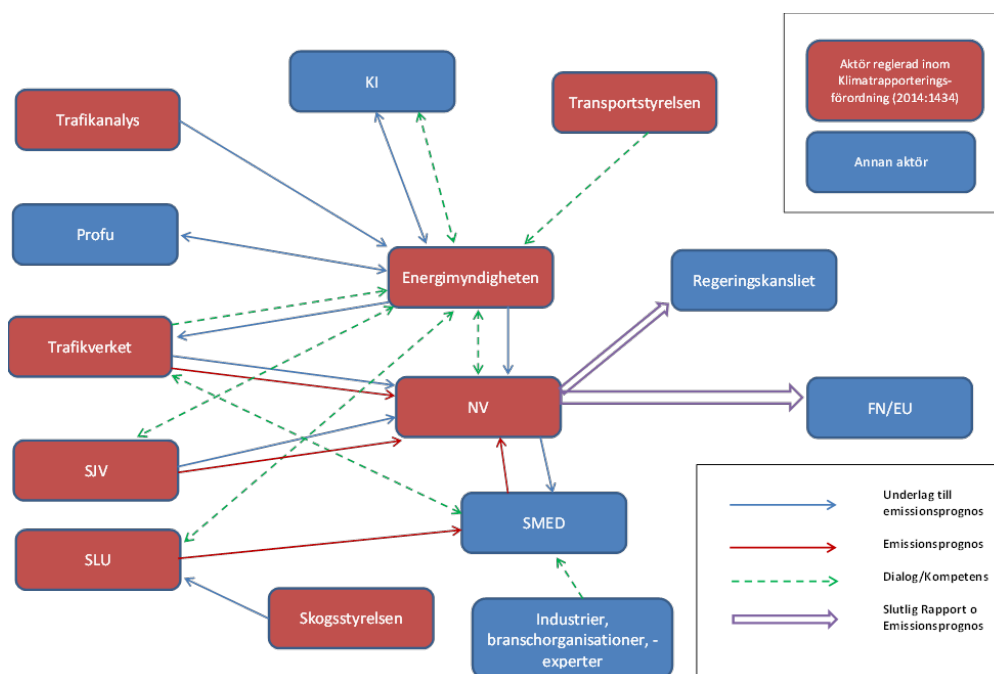 KI
Transportstyrelsen
Aktör reglerad inom
Klimatrapporterings-
förordning (2014:1434)
Trafikanalys
Annan aktör
Profu
Energimyndigheten
Regeringskansliet
Trafikverket
NV
FN/EU
SJV
SMED
SLU
Skogsstyrelsen
Industrier,
branschorganisationer, -
experter
Underlag till
emissionsprognos
Emissionsprognos
Dialog/Kompetens
Slutlig Rapport o
Emissionsprognos